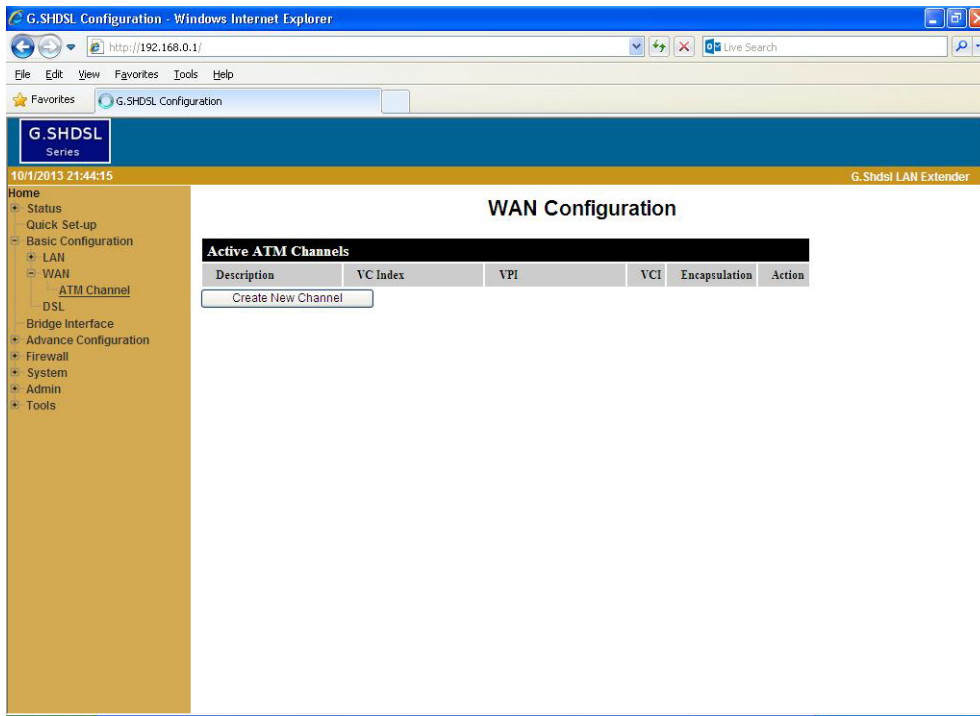 G.SHDSL Configuration - Windows Internet Explorer
http://192.168.0.1/
Live Search
File Edit View Favorites Tools Help
Favorites
G.SHDSL Configuration
G.SHDSL
Series
10/1/2013 21:44:15
G.Shdsl LAN Extender
Home
Status
Quick Set-up
Basic Configuration
LAN
WAN
ATM Channel
DSL
Bridge Interface
Advance Configuration
Firewall
System
Admin
Tools
WAN Configuration
Active ATM Channels
Description VC Index VPI VCI Encapsulation Action
Create New Channel